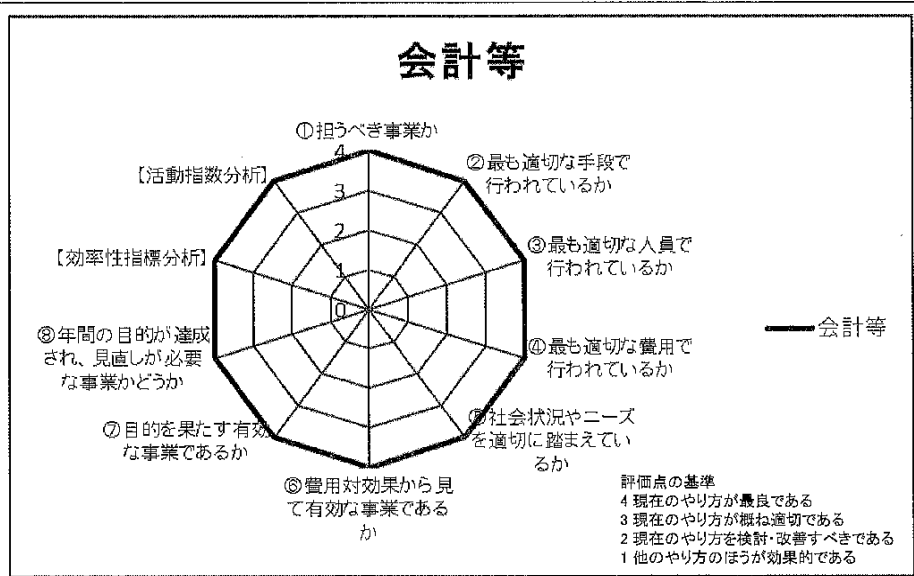 会計等
①担うべき事業か
4
3
2
1
0
②最も適切な手段で
行われているか
③最も適切な人員で
行われているか
④最も適切な費用で
行われているか
⑤社会状況やニーズ
を適切に踏まえてい
るか
⑥費用対効果から見
て有効な事業である
か
⑦目的を果たす有効
な事業であるか
⑧年間の目的が達成
され、見直しが必要
な事業かどうか
【効率性指標分析】
【活動指数分析】
会計等
評価点の基準
4 現在のやり方が最良である
3 現在のやり方が概ね適切である
2 現在のやり方を検討・改善すべきである
1 他のやり方のほうが効果的である